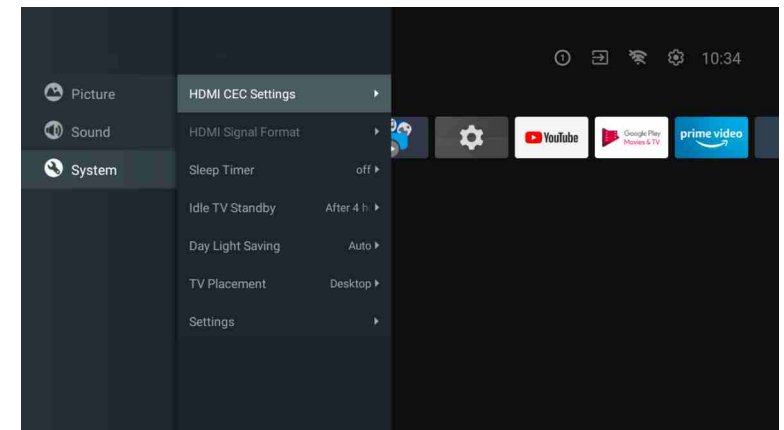 10:34
Picture
Sound
System
HDMI CEC Settings
HDMI Signal Format
Sleep Timer off
Idle TV Standby After 4 h
Day Light Saving Auto
TV Placement Desktop
Settings
YouTube
Google Play
Movies & TV
prime video